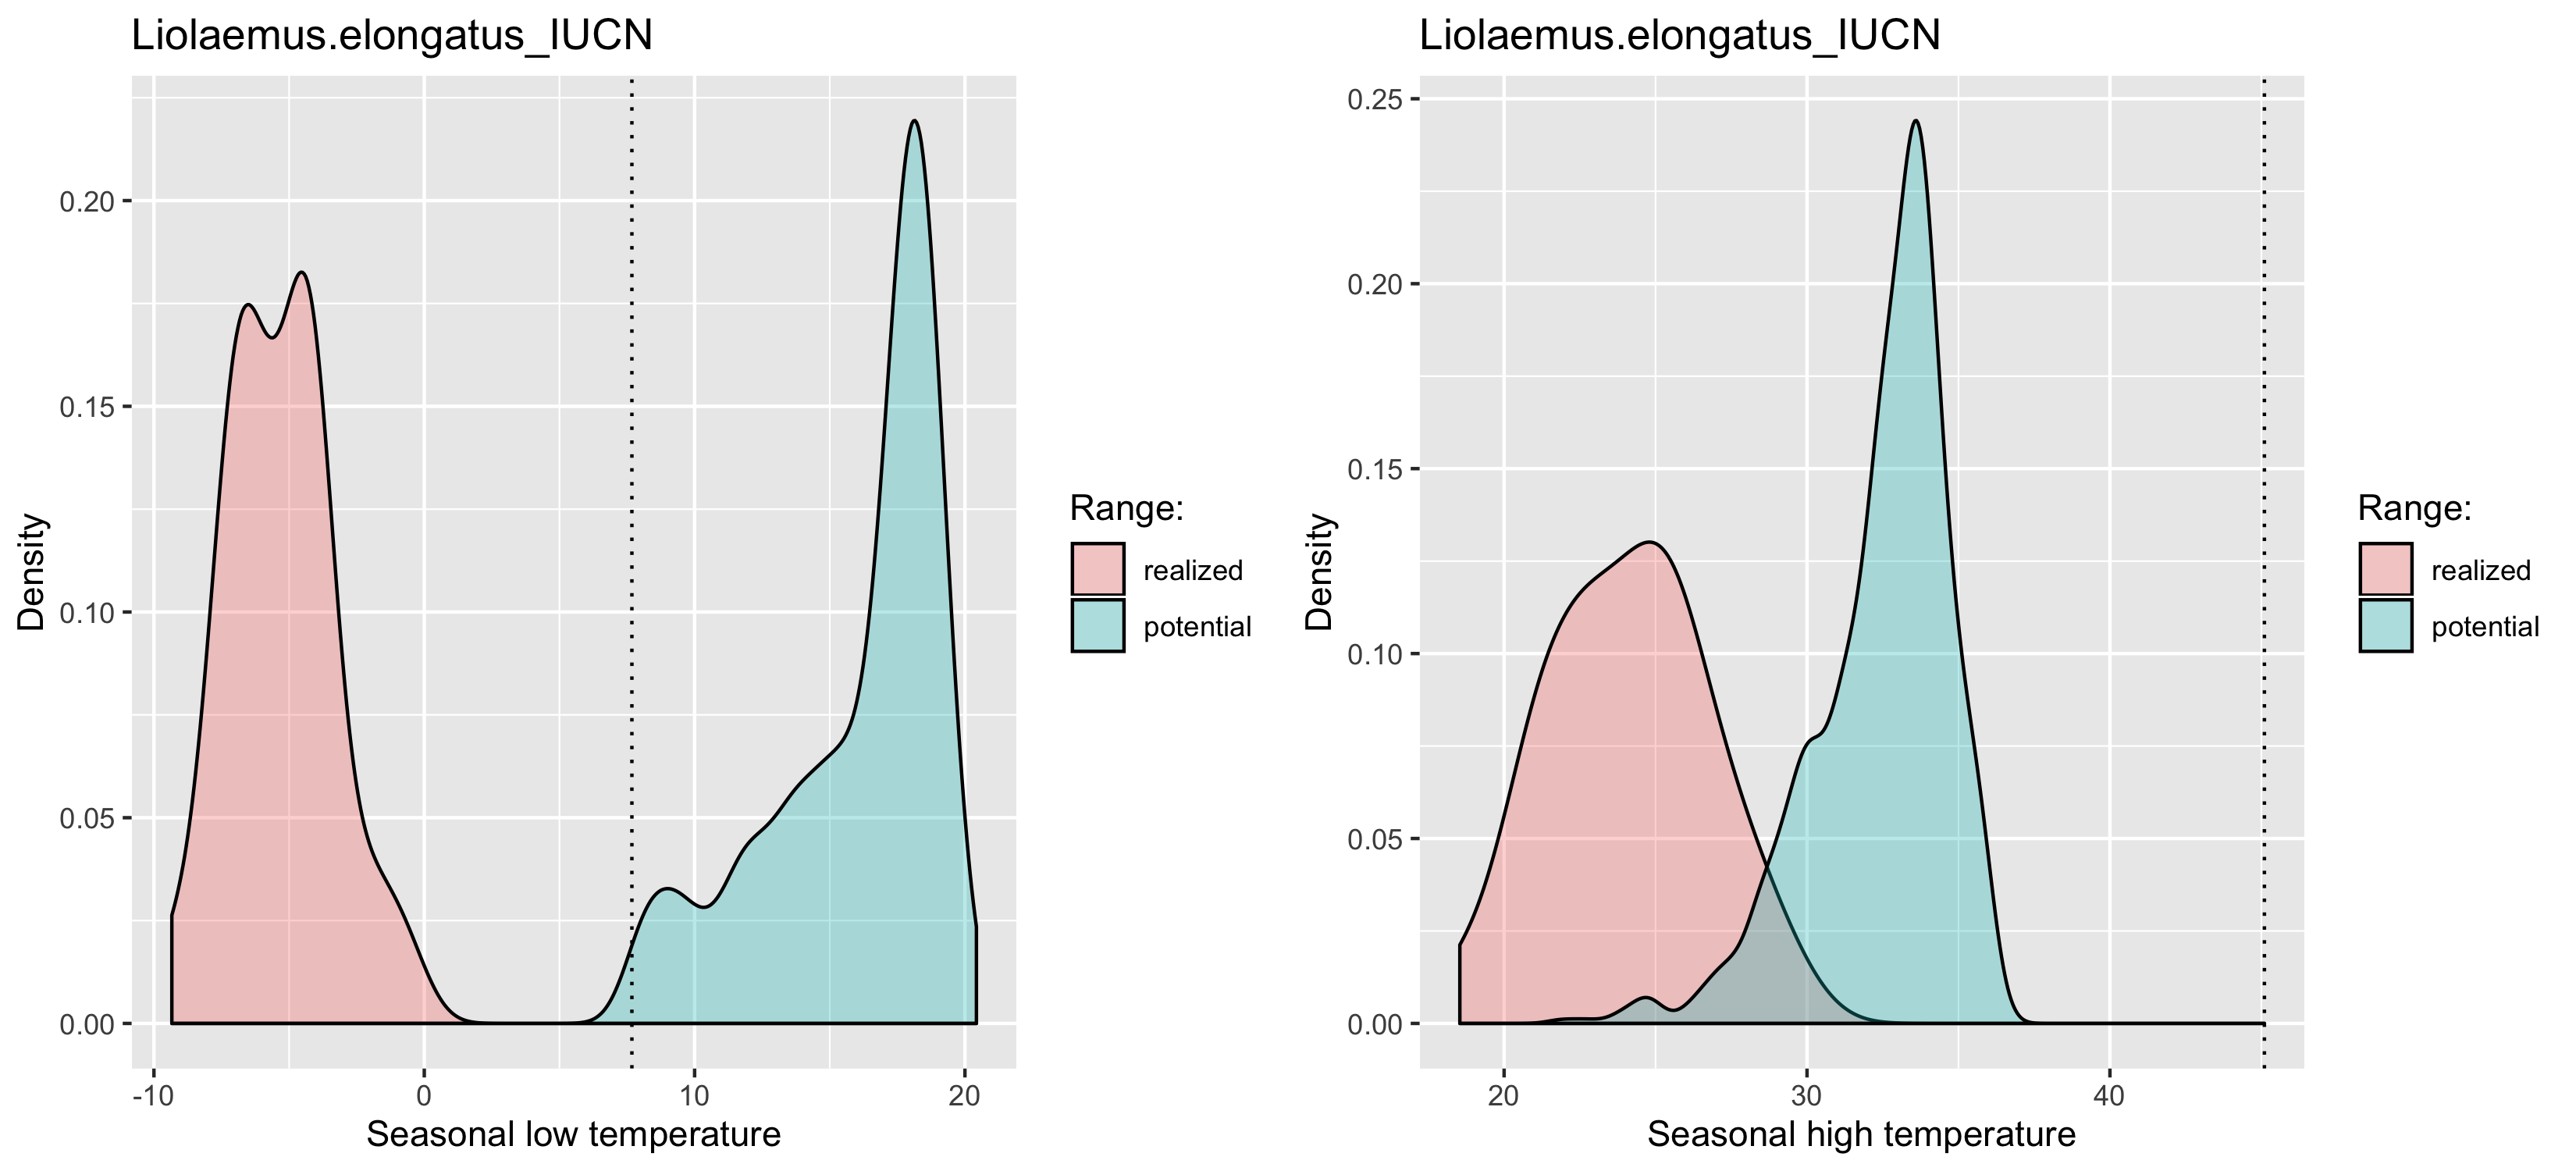 Liolaemus.elongatus_IUCN
0.20
0.15
0.10
0.05
0.00
Density
-10 0 10 20
Seasonal low temperature
Range:
realized
potential
Liolaemus.elongatus_IUCN
0.25
0.20
0.15
0.10
0.05
0.00
Density
20 30 40
Seasonal high temperature
Range:
realized
potential